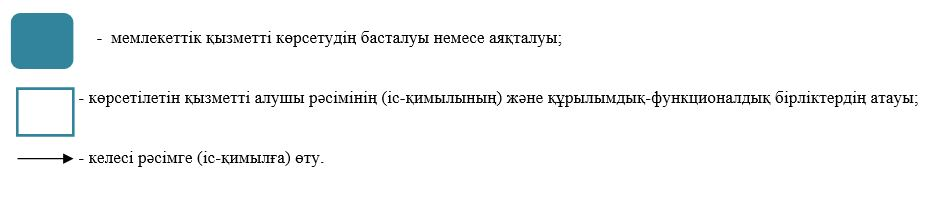 - мемлекеттік қызметті көрсетудің басталуы немесе аяқталуы;
- көрсетілетін қызметті алушы рәсімінің (іс-қимылының) және құрылымдық-функционалдық бірліктердің атауы;
- келесі рәсімге (іс-қимылға) өту.